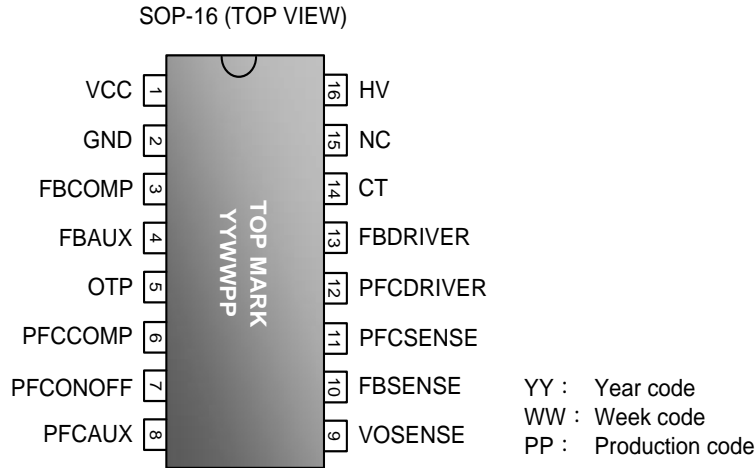 SOP-16 (TOP VIEW)
VCC 1
GND 2
FBCOMP 3
FBAUX 4
OTP 5
PFCCOMP 6
PFCONOFF 7
PFCAUX 8
TOP MARK
YYWWPP
16 HV
15 NC
14 CT
13 FBDRIVER
12 PFCDRIVER
11 PFCSENSE
10 FBSENSE
9 VOSENSE
YY : Year code
WW : Week code
PP : Production code